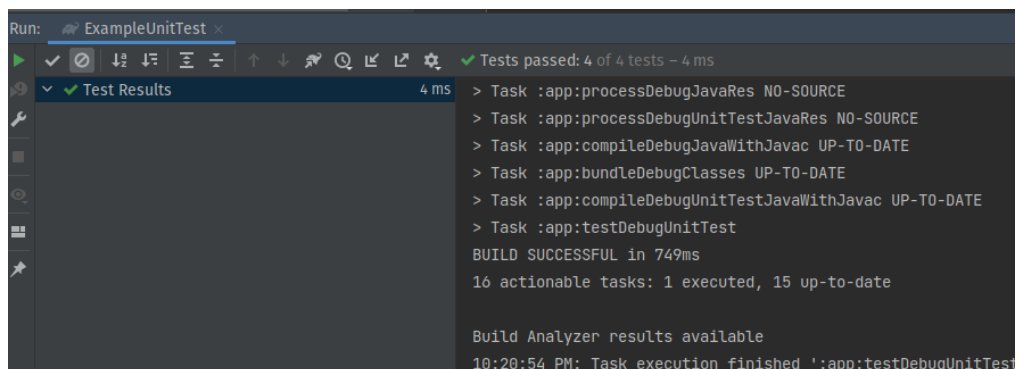 Run: ExampleUnitTest
Tests passed: 4 of 4 tests – 4 ms
Test Results 4 ms
> Task :app:processDebugJavaRes NO-SOURCE
> Task :app:processDebugUnitTestJavaRes NO-SOURCE
> Task :app:compileDebugJavaWithJavac UP-TO-DATE
> Task :app:bundleDebugClasses UP-TO-DATE
> Task :app:compileDebugUnitTestJavaWithJavac UP-TO-DATE
> Task :app:testDebugUnitTest
BUILD SUCCESSFUL in 749ms
16 actionable tasks: 1 executed, 15 up-to-date
Build Analyzer results available
10:20:54 PM: Task execution finished ':app:testDebugUnitTest